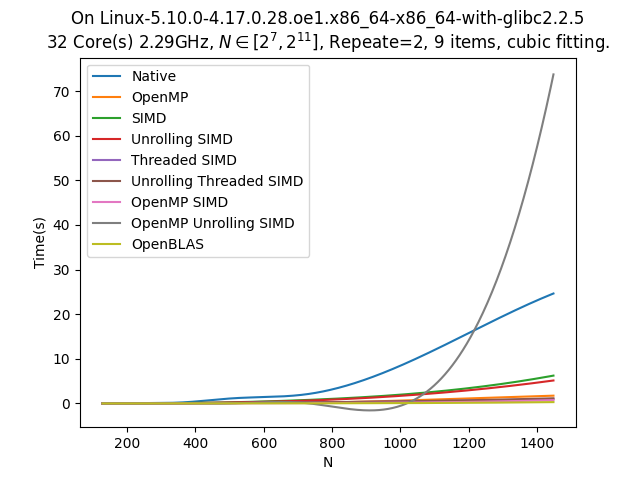 On Linux-5.10.0-4.17.0.28.oe1.x86_64-x86_64-with-glibc2.2.5
32 Core(s) 2.29GHz, $N \in [2^7, 2^{11}]$, Repeate=2, 9 items, cubic fitting.
Native
OpenMP
SIMD
Unrolling SIMD
Threaded SIMD
Unrolling Threaded SIMD
OpenMP SIMD
OpenMP Unrolling SIMD
OpenBLAS
Time(s)
70
60
50
40
30
20
10
0
200 400 600 800 1000 1200 1400
N